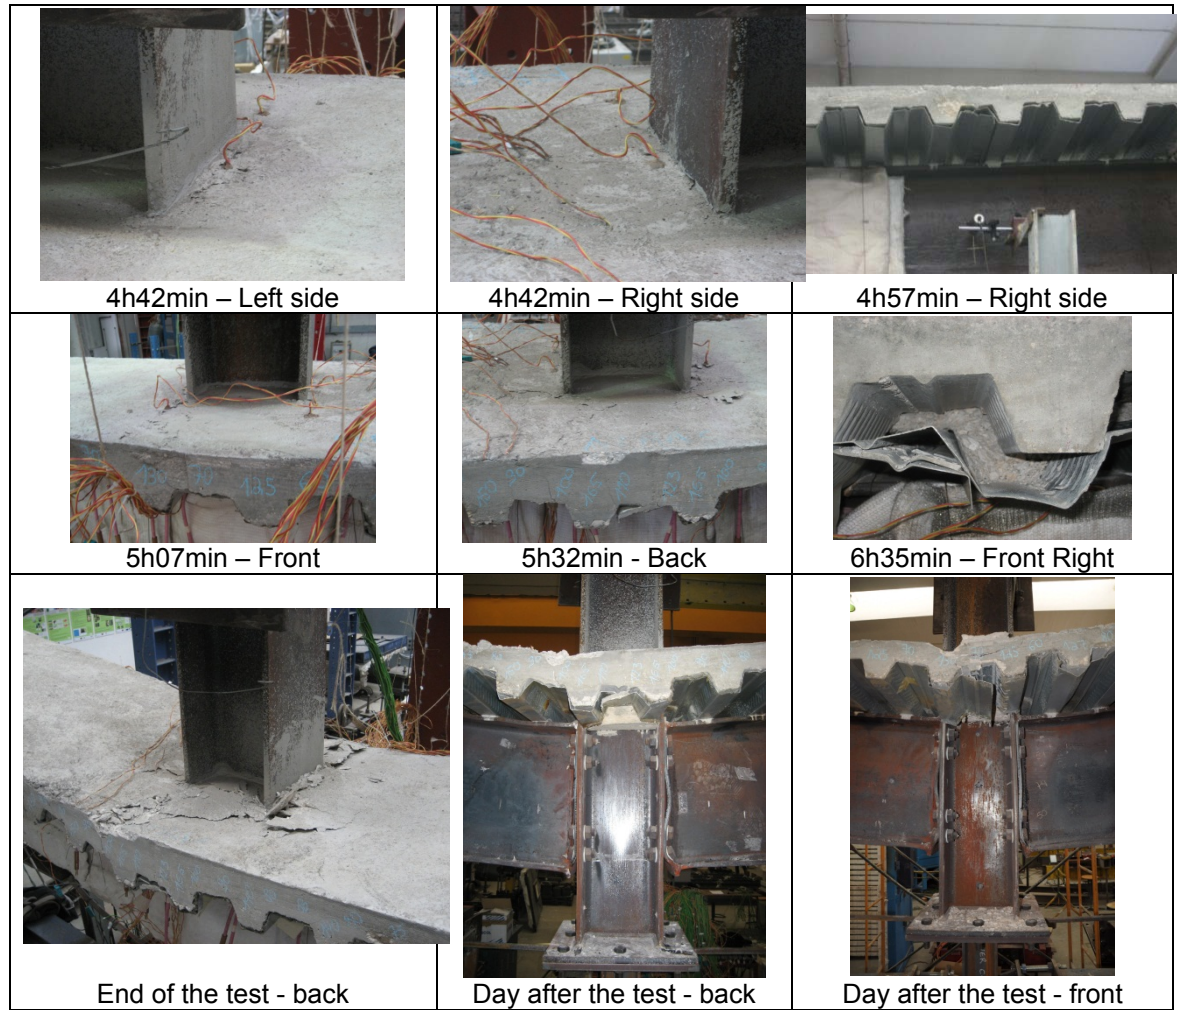 4h42min – Left side
4h42min – Right side
4h57min – Right side
5h07min – Front
5h32min - Back
6h35min – Front Right
End of the test - back
Day after the test - back
Day after the test - front